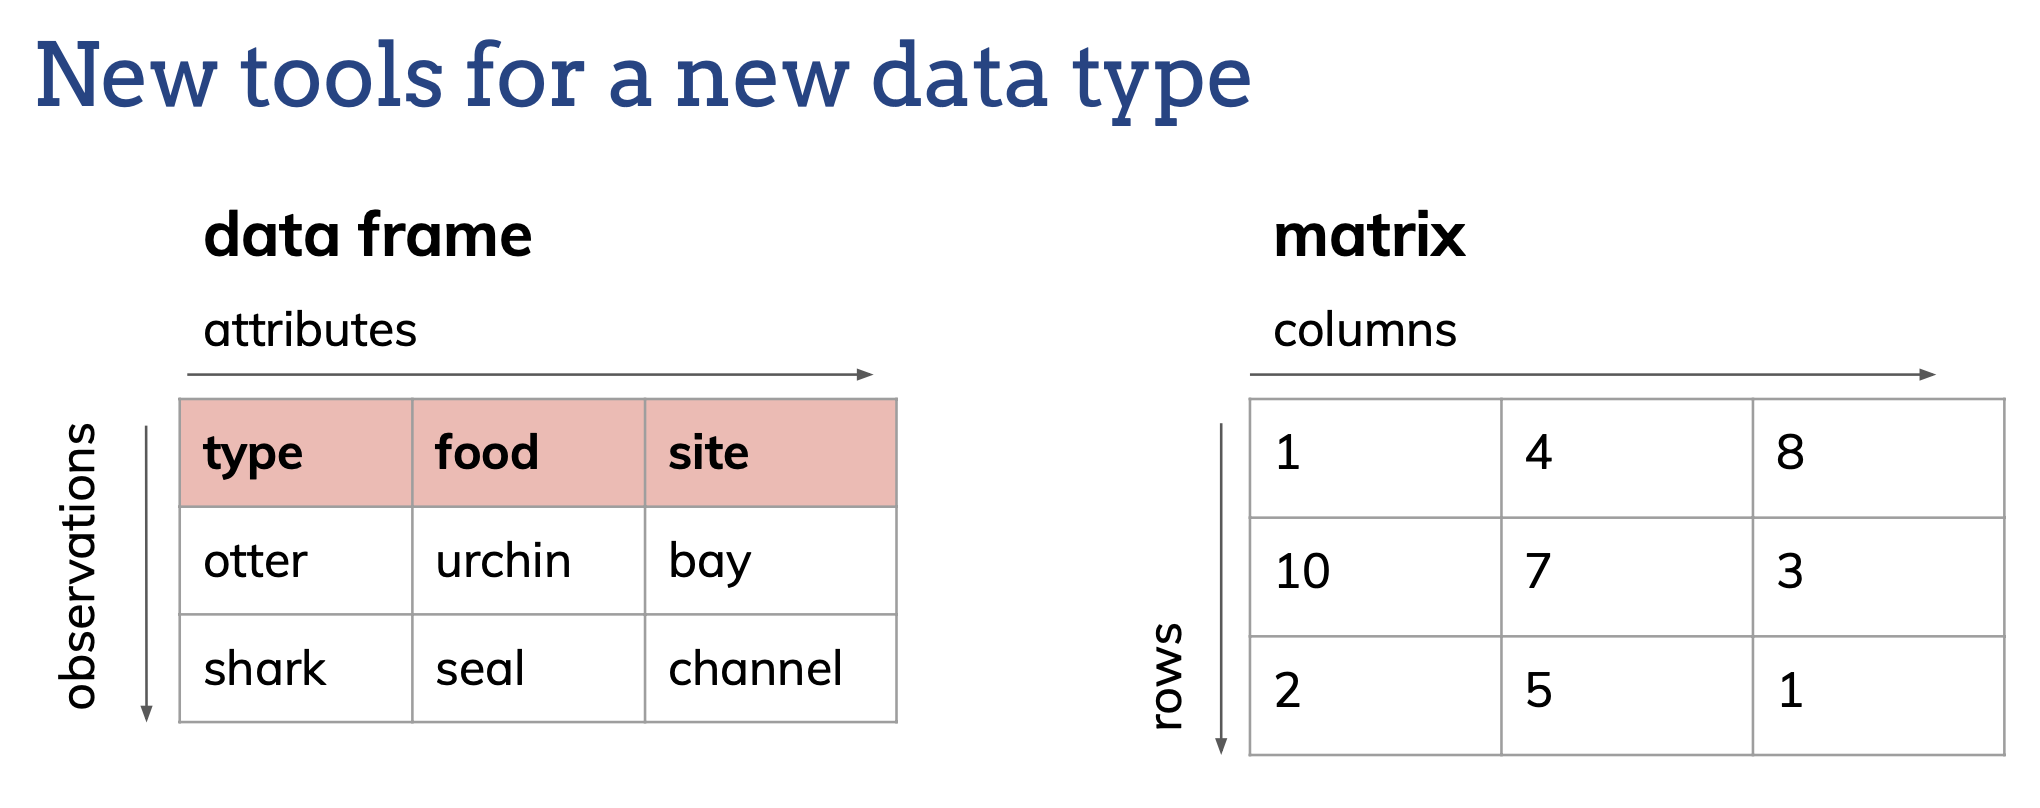 New tools for a new data type
data frame
attributes
observations
type food site
otter urchin bay
shark seal channel
matrix
columns
rows
1 4 8
10 7 3
2 5 1